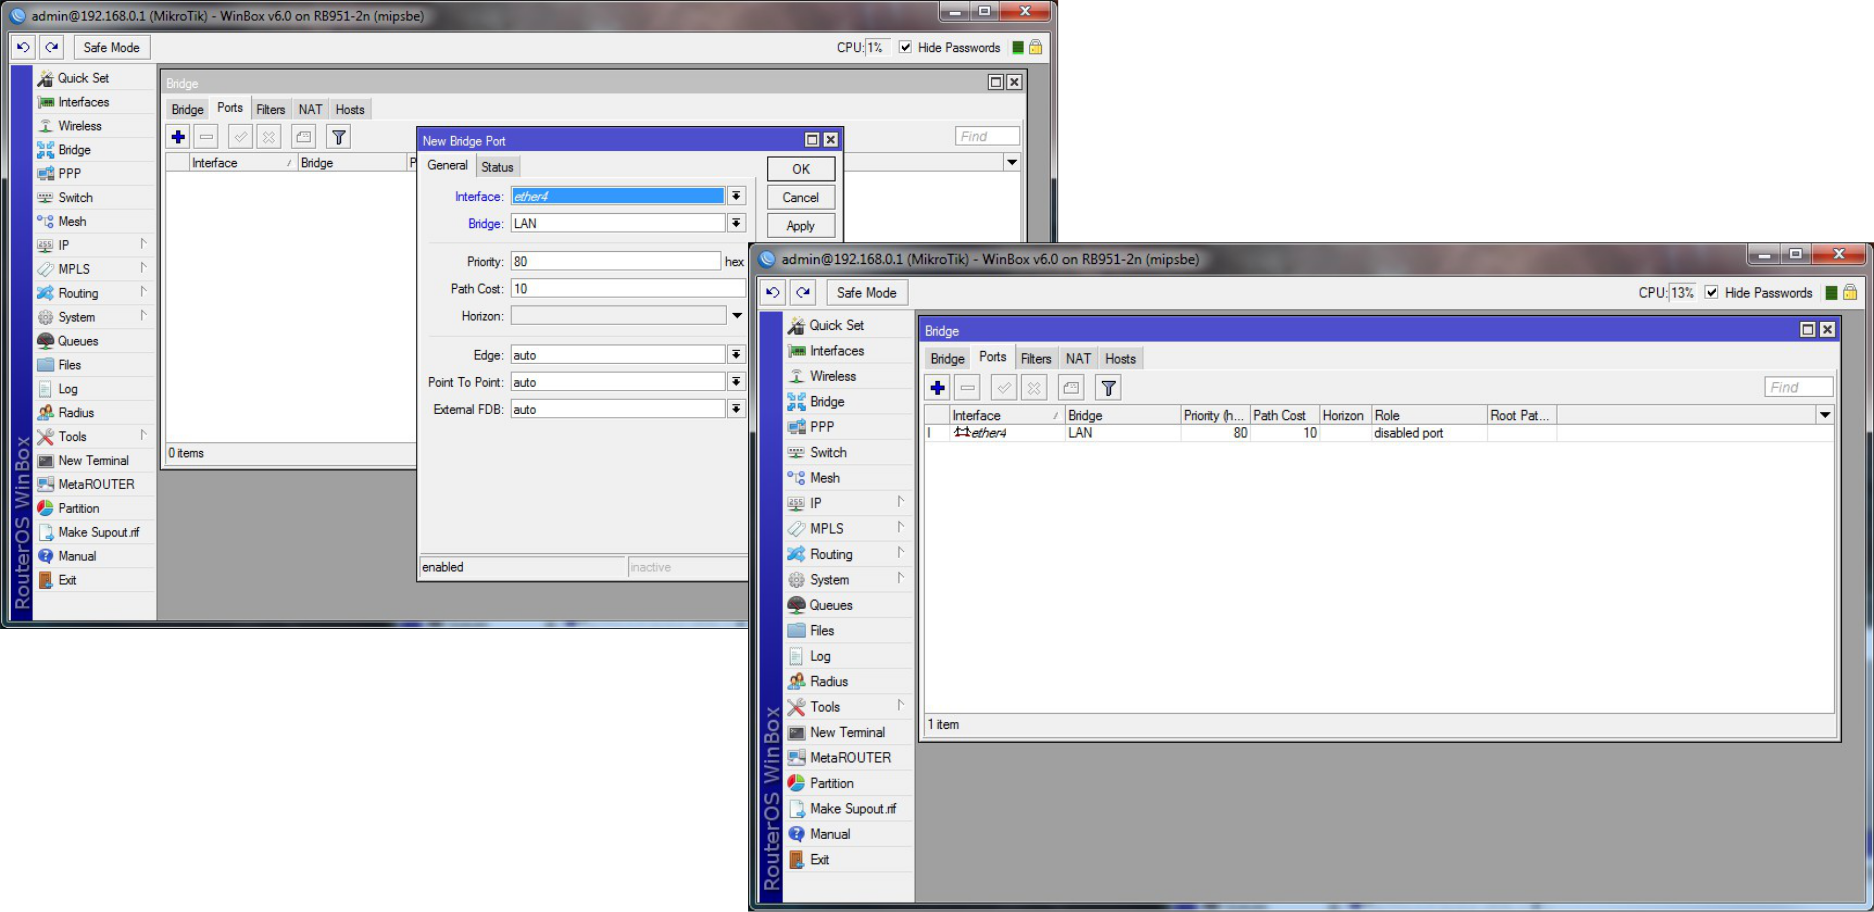 admin@192.168.0.1 (MikroTik) - WinBox v6.0 on RB951-2n (mipsbe)
Safe Mode
CPU: 1% Hide Passwords
RouterOS WinBox
Quick Set
Interfaces
Wireless
Bridge
PPP
Switch
Mesh
IP
MPLS
Routing
System
Queues
Files
Log
Radius
Tools
New Terminal
MetaROUTER
Partition
Make Supout.rif
Manual
Exit
Bridge
Bridge Ports Filters NAT Hosts
Find
Interface Bridge P
0 items
New Bridge Port
General Status
OK
Cancel
Apply
Interface: ether4
Bridge: LAN
Priority: 80 hex
Path Cost: 10
Horizon:
Edge: auto
Point To Point: auto
External FDB: auto
enabled inactive
admin@192.168.0.1 (MikroTik) - WinBox v6.0 on RB951-2n (mipsbe)
Safe Mode
CPU: 13% Hide Passwords
RouterOS WinBox
Quick Set
Interfaces
Wireless
Bridge
PPP
Switch
Mesh
IP
MPLS
Routing
System
Queues
Files
Log
Radius
Tools
New Terminal
MetaROUTER
Partition
Make Supout.rif
Manual
Exit
Bridge
Bridge Ports Filters NAT Hosts
Find
Interface Bridge Priority (h... Path Cost Horizon Role Root Pat...
I ether4 LAN 80 10 disabled port
1 item